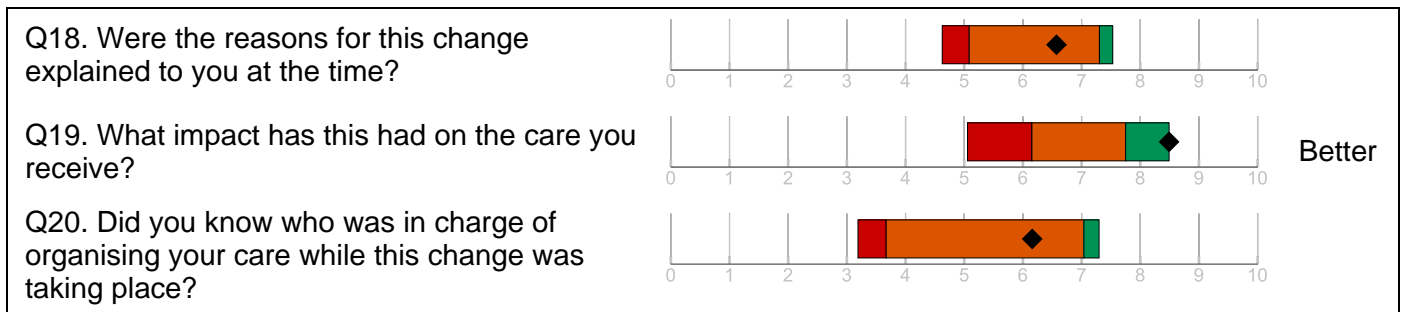 Q18. Were the reasons for this change
explained to you at the time?
0 1 2 3 4 5 6 7 8 9 10
Q19. What impact has this had on the care you
receive?
Better
0 1 2 3 4 5 6 7 8 9 10
Q20. Did you know who was in charge of
organising your care while this change was
taking place?
0 1 2 3 4 5 6 7 8 9 10